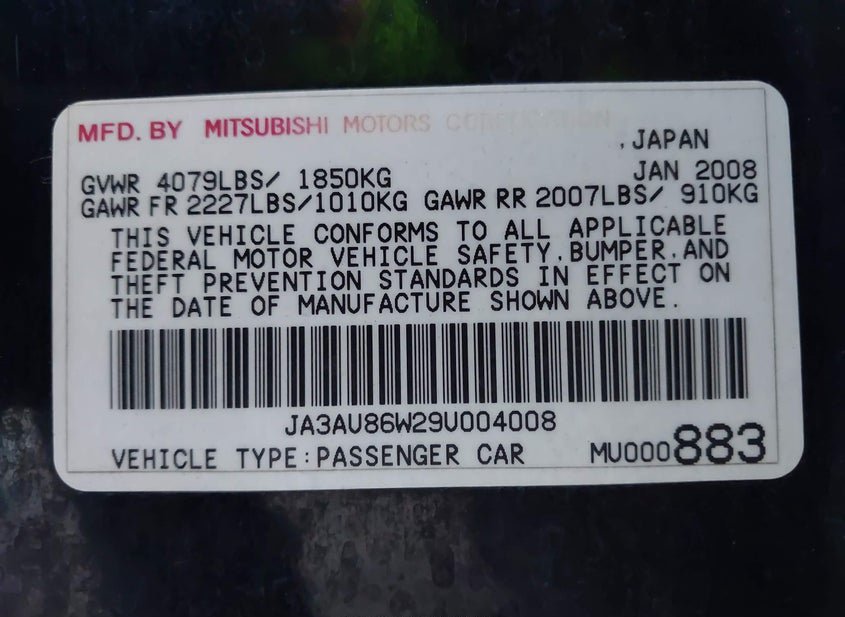 MFD. BY MITSUBISHI MOTORS CORPORATION
, JAPAN
GVWR 4079LBS/ 1850KG JAN 2008
GAWR FR 2227LBS/1010KG GAWR RR 2007LBS/ 910KG
THIS VEHICLE CONFORMS TO ALL APPLICABLE
FEDERAL MOTOR VEHICLE SAFETY, BUMPER, AND
THEFT PREVENTION STANDARDS IN EFFECT ON
THE DATE OF MANUFACTURE SHOWN ABOVE.
JA3AU86W29U004008
VEHICLE TYPE:PASSENGER CAR MU000883